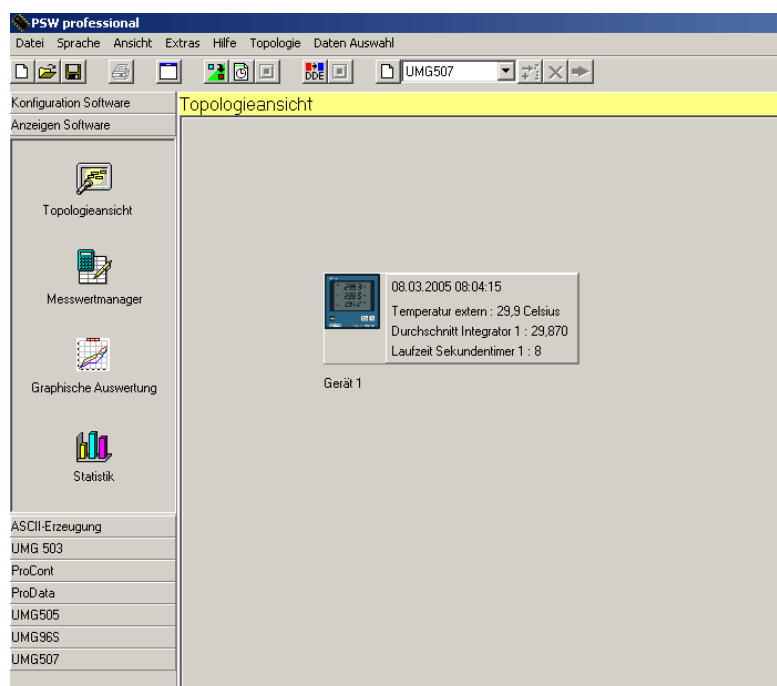 PSW professional
Datei Sprache Ansicht Extras Hilfe Topologie Daten Auswahl
DDE UMG507
Konfiguration Software
Topologieansicht
Anzeigen Software
Topologieansicht
Messwertmanager
08.03.2005 08:04:15
Temperatur extern : 29,9 Celsius
Durchschnitt Integrator 1 : 29,870
Laufzeit Sekundentimer 1 : 8
Gerät 1
Graphische Auswertung
Statistik
ASCII-Erzeugung
UMG 503
ProCont
ProData
UMG505
UMG96S
UMG507